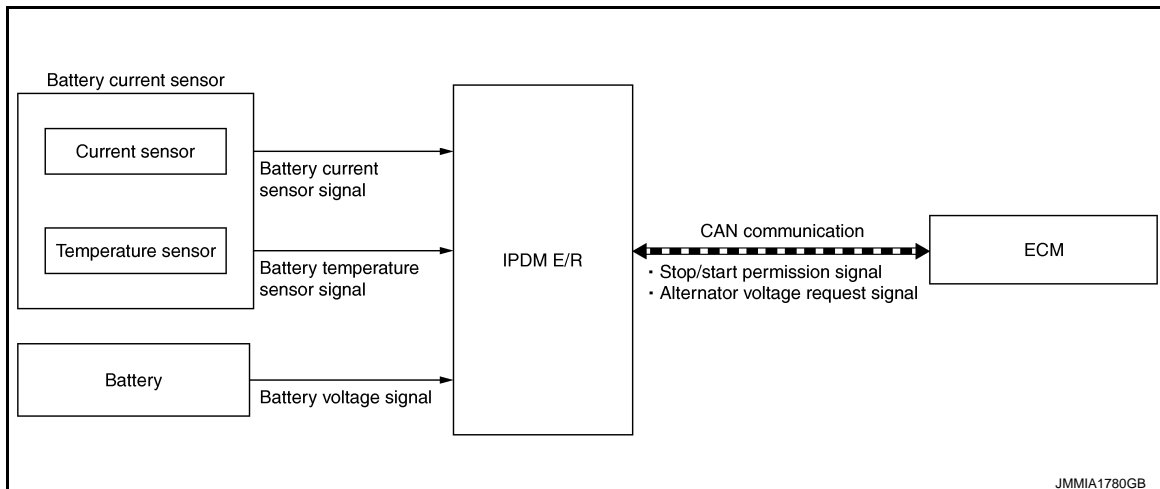 Battery current sensor
Current sensor
Battery current
sensor signal
Temperature sensor
Battery temperature
sensor signal
Battery
Battery voltage signal
IPDM E/R
CAN communication
・Stop/start permission signal
・Alternator voltage request signal
ECM
JMMIA1780GB